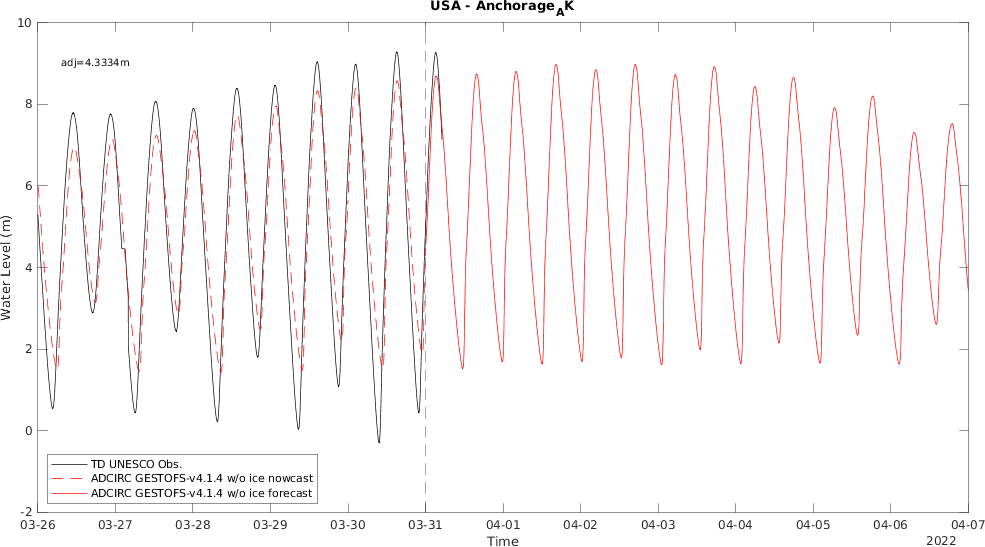 USA - Anchorage_AK
adj=4.3334m
10
8
6
4
2
0
-2
Water Level (m)
TD UNESCO Obs.
ADCIRC GESTOFS-v4.1.4 w/o ice nowcast
ADCIRC GESTOFS-v4.1.4 w/o ice forecast
03-26 03-27 03-28 03-29 03-30 03-31 04-01 04-02 04-03 04-04 04-05 04-06 04-07
Time
2022